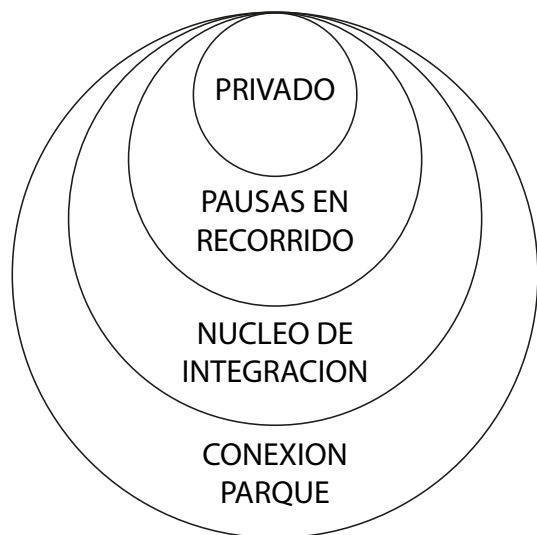 PRIVADO
PAUSAS EN
RECORRIDO
NUCLEO DE
INTEGRACION
CONEXION
PARQUE